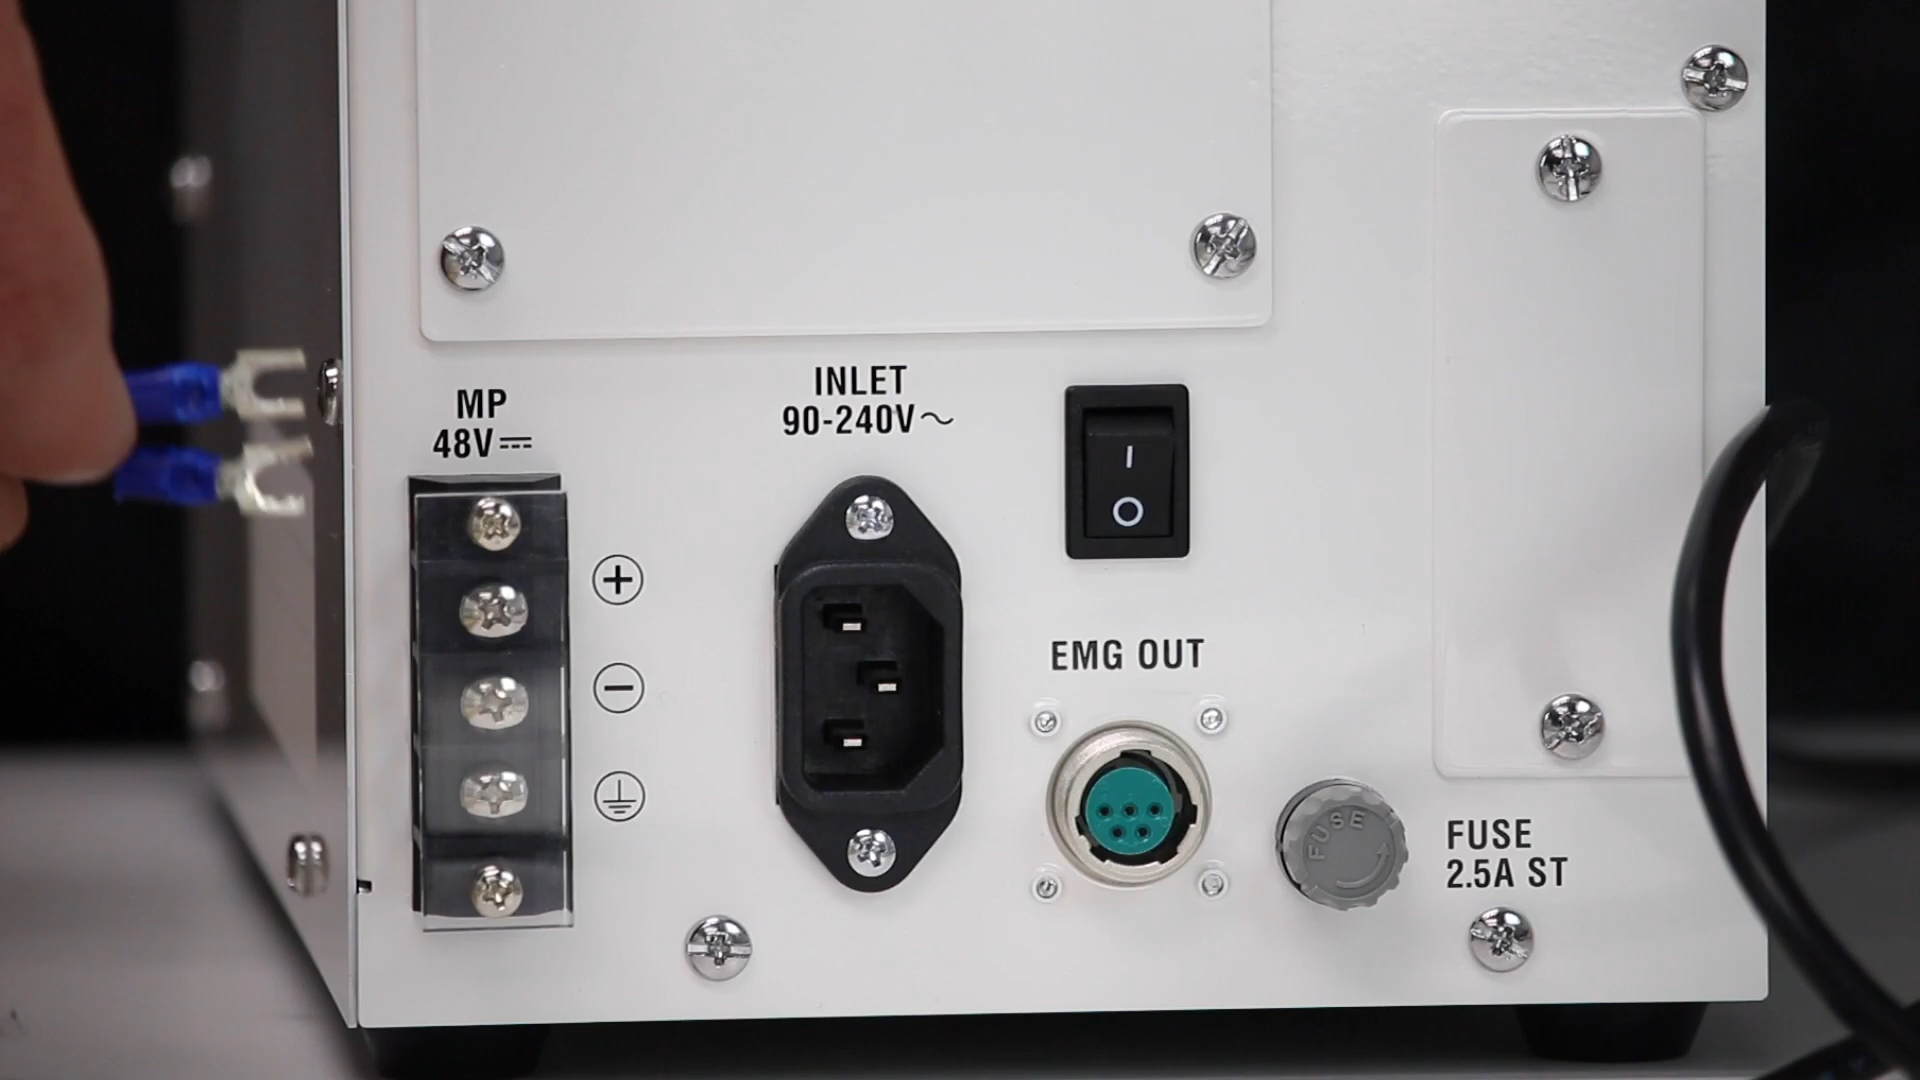 MP
48V⎓
INLET
90-240V～
I
O
+
−
EMG OUT
FUSE
FUSE
2.5A ST